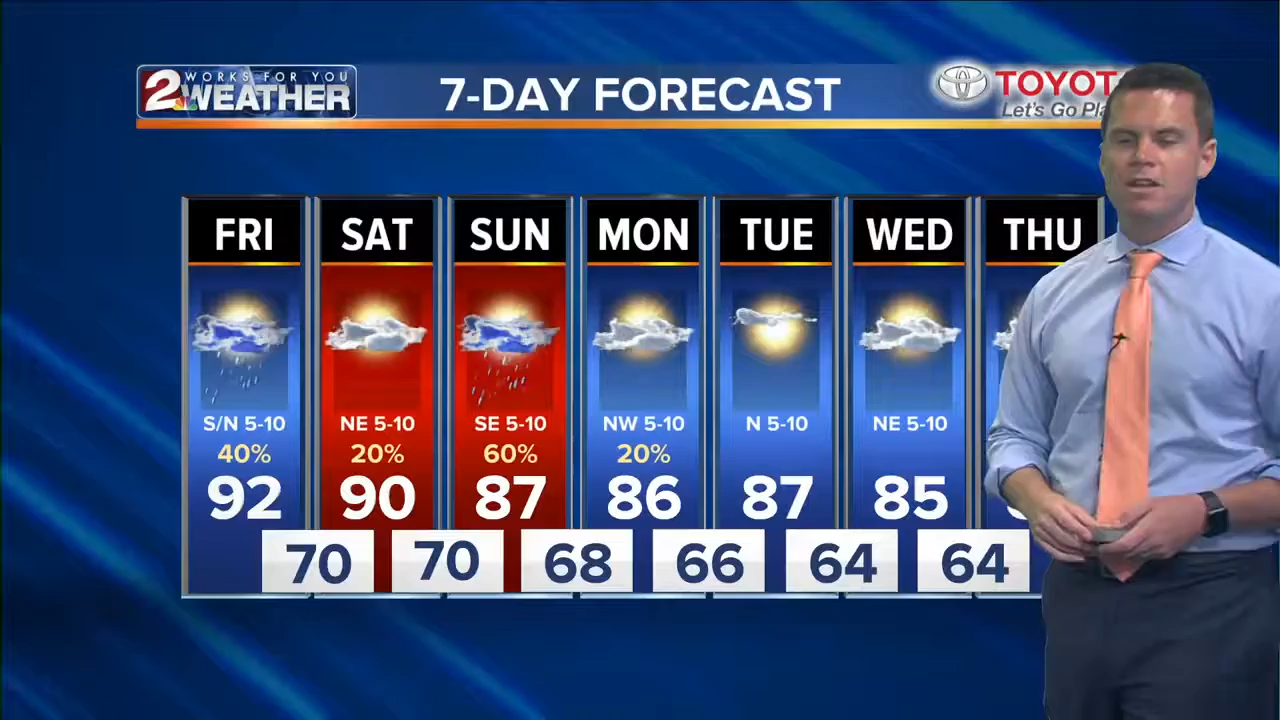 2 WORKS FOR YOU
WEATHER
7-DAY FORECAST
Let's Go
FRI SAT SUN MON TUE WED THU
S/N 5-10 NE 5-10 SE 5-10 NW 5-10 N 5-10 NE 5-10
40% 20% 60% 20%
92 90 87 86 87 85
70 70 68 66 64 64